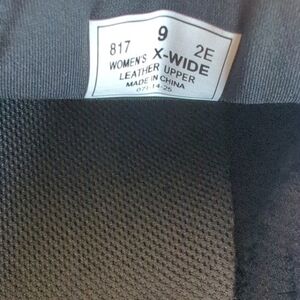 817 9 2E
WOMEN'S X-WIDE
LEATHER UPPER
MADE IN CHINA